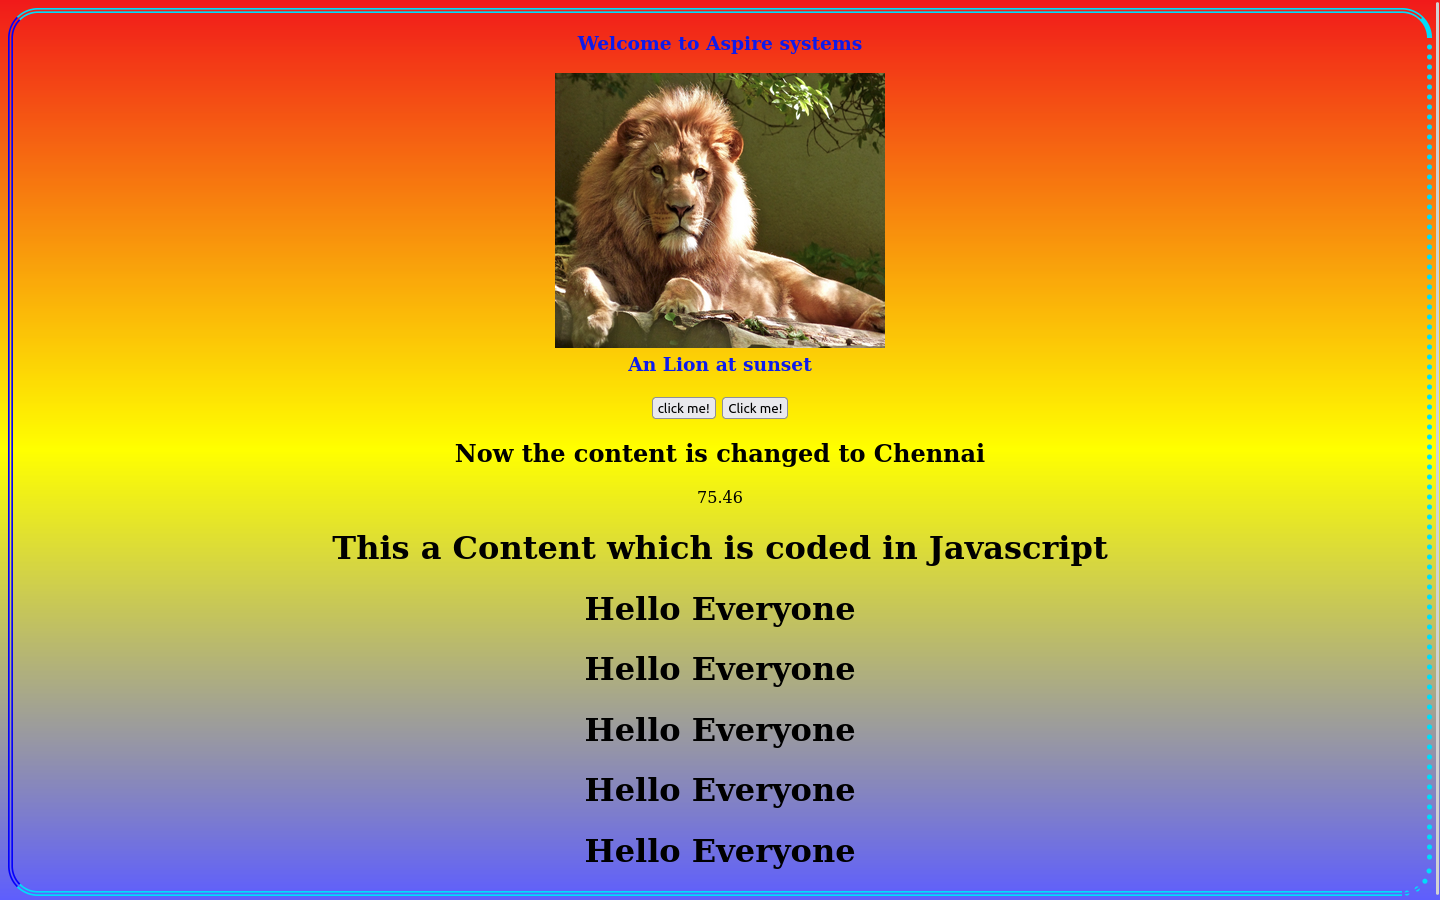 Welcome to Aspire systems
An Lion at sunset
click me! Click me!
Now the content is changed to Chennai
75.46
This a Content which is coded in Javascript
Hello Everyone
Hello Everyone
Hello Everyone
Hello Everyone
Hello Everyone